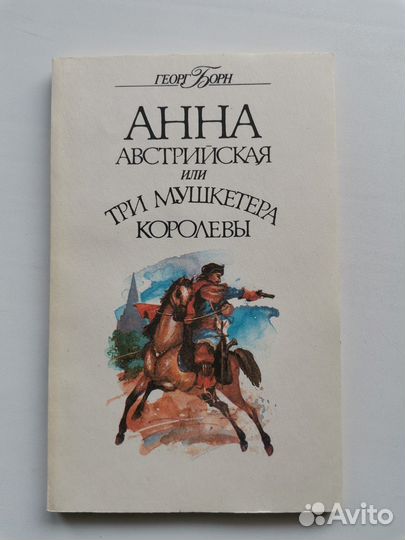 ГЕОРГ БОРН
АННА
АВСТРИЙСКАЯ
ИЛИ
ТРИ МУШКЕТЕРА
КОРОЛЕВЫ
Avito